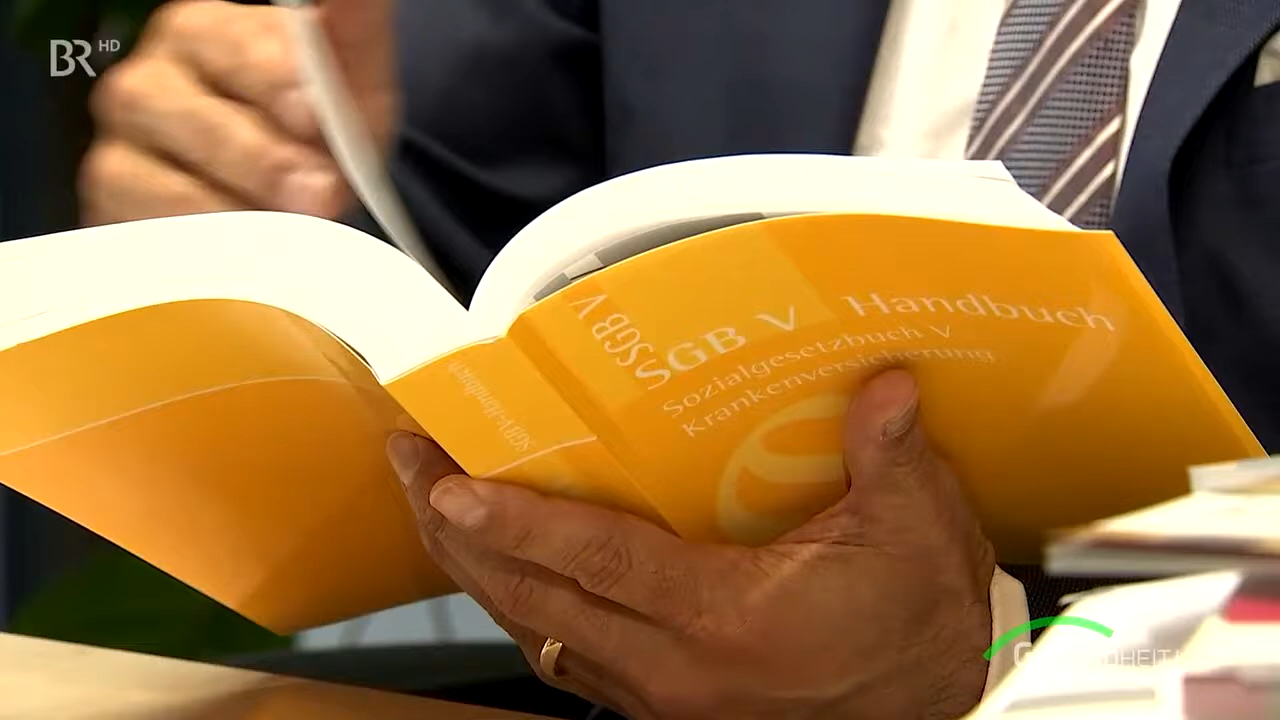 BR HD
SGB V
SGB V Handbuch
Sozialgesetzbuch V
Krankenversicherung
SGB V-Handbuch